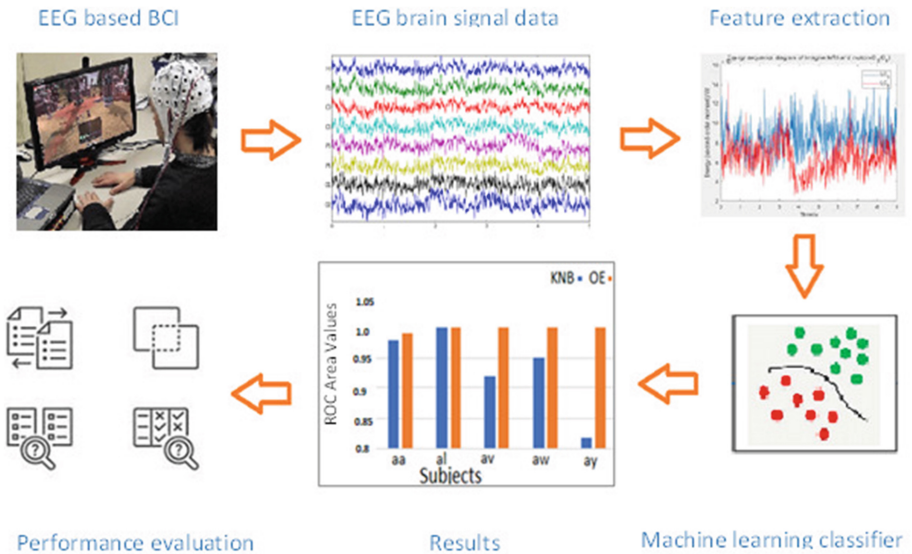 EEG based BCI
EEG brain signal data
Feature extraction
KNB OE
ROC Area Values
1.05
1.0
0.95
0.9
0.85
0.8
aa al av aw ay
Subjects
Performance evaluation
Results
Machine learning classifier